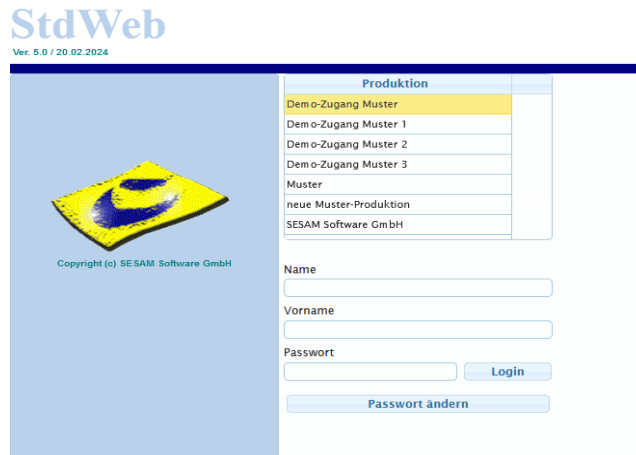 StdWeb
Ver. 5.0 / 20.02.2024
Produktion
Demo-Zugang Muster
Demo-Zugang Muster 1
Demo-Zugang Muster 2
Demo-Zugang Muster 3
Muster
neue Muster-Produktion
SESAM Software GmbH
Copyright (c) SESAM Software GmbH
Name
Vorname
Passwort
Login
Passwort ändern